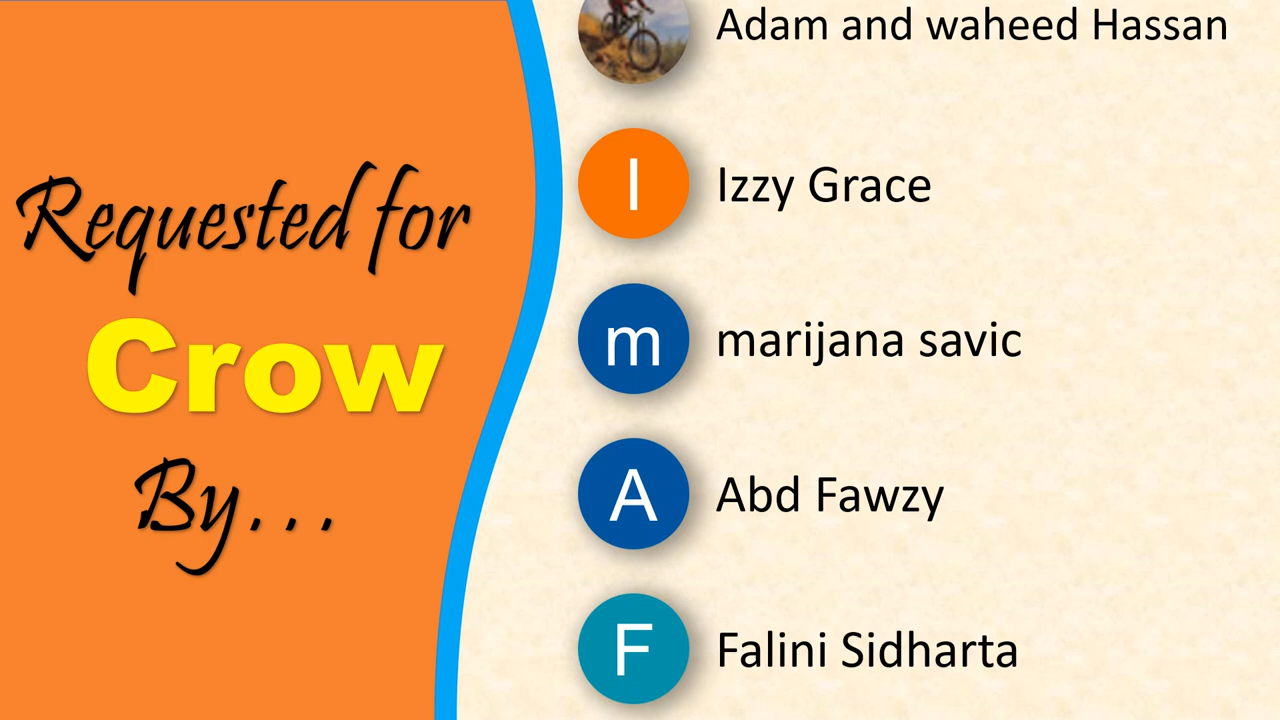 Requested for
Crow
By...
Adam and waheed Hassan
I
Izzy Grace
m
marijana savic
A
Abd Fawzy
F
Falini Sidharta